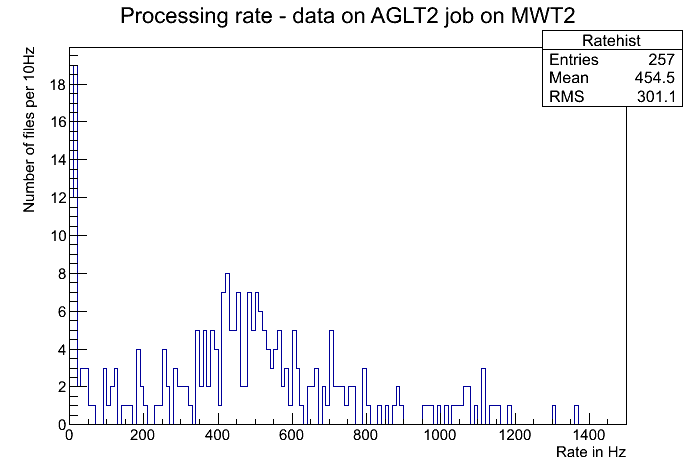 Processing rate - data on AGLT2 job on MWT2
Ratehist
Entries 257
Mean 454.5
RMS 301.1
Number of files per 10Hz
18
16
14
12
10
8
6
4
2
0
0 200 400 600 800 1000 1200 1400
Rate in Hz